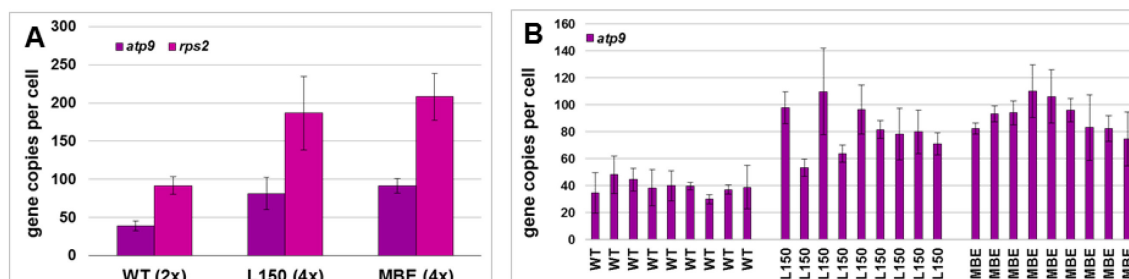 A
atp9 rps2
gene copies per cell
300
250
200
150
100
50
0
WT (2x) L150 (4x) MBE (4x)
B
atp9
gene copies per cell
160
140
120
100
80
60
40
20
0
WT WT WT WT WT WT WT WT WT L150 L150 L150 L150 L150 L150 L150 L150 L150 MBE MBE MBE MBE MBE MBE MBE MBE MBE